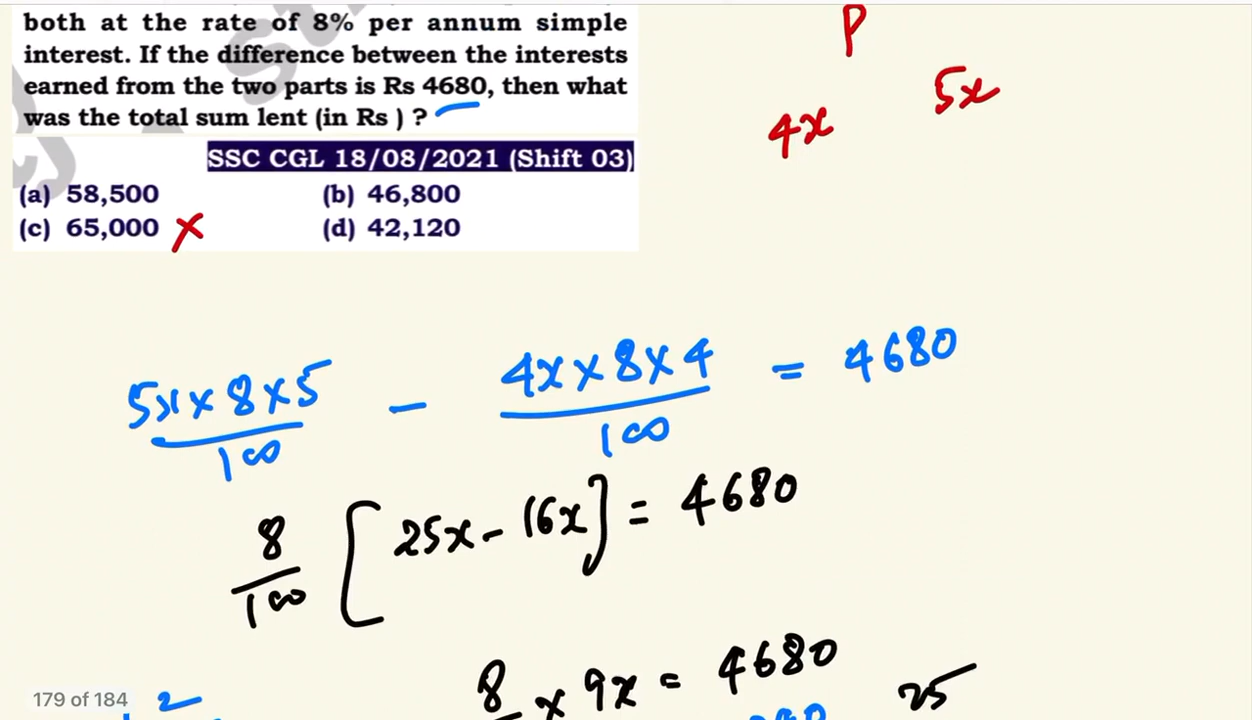 both at the rate of 8% per annum simple
interest. If the difference between the interests
earned from the two parts is Rs 4680, then what
was the total sum lent (in Rs ) ?
SSC CGL 18/08/2021 (Shift 03)
(a) 58,500 (b) 46,800
(c) 65,000 × (d) 42,120
P
4x 5x
5x × 8 × 5 / 100 - 4x × 8 × 4 / 100 = 4680
8/100 [25x - 16x] = 4680
8 × 9x = 4680
25
179 of 184
2